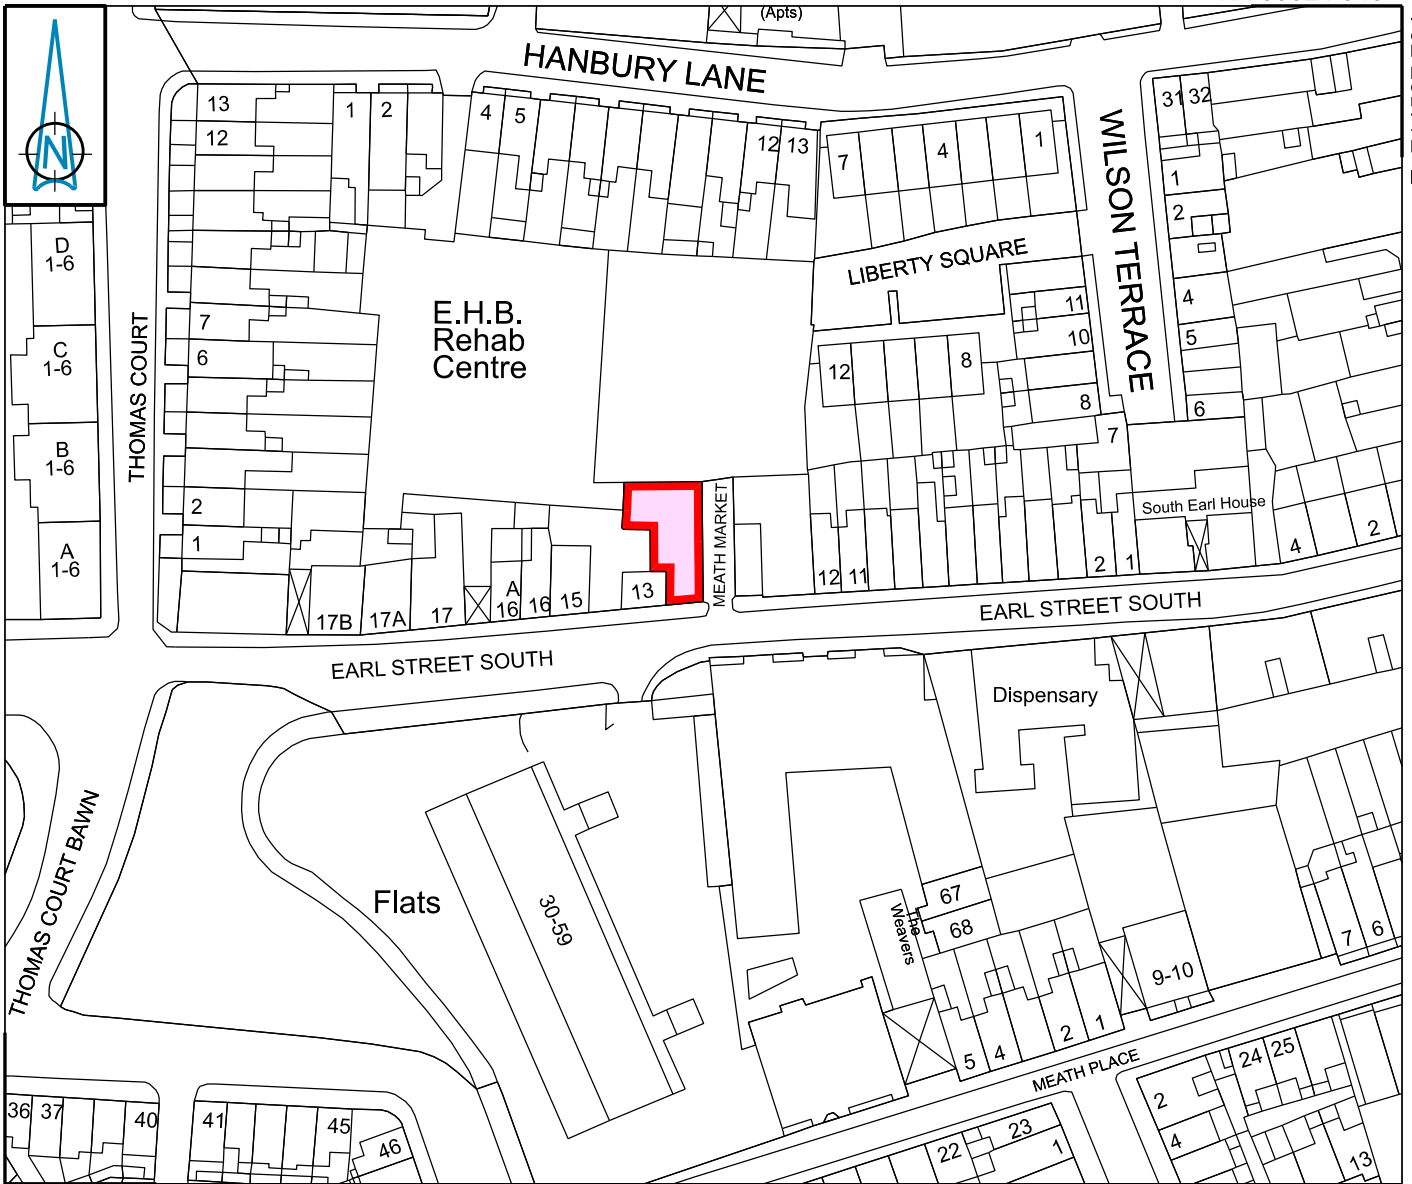 (Apts)
HANBURY LANE
N
13
12
1
2
4
5
12
13
7
4
1
WILSON TERRACE
31
32
1
2
4
5
6
D
1-6
C
1-6
B
1-6
A
1-6
THOMAS COURT
7
6
2
1
E.H.B.
Rehab
Centre
LIBERTY SQUARE
11
10
8
7
12
8
MEATH MARKET
South Earl House
4
2
17B
17A
17
A
16
16
15
13
12
11
2
1
EARL STREET SOUTH
EARL STREET SOUTH
Dispensary
THOMAS COURT BAWN
Flats
30-59
The
Weavers
67
68
9-10
7
6
5
4
2
1
MEATH PLACE
36
37
40
41
45
46
22
23
1
2
4
24
25
13